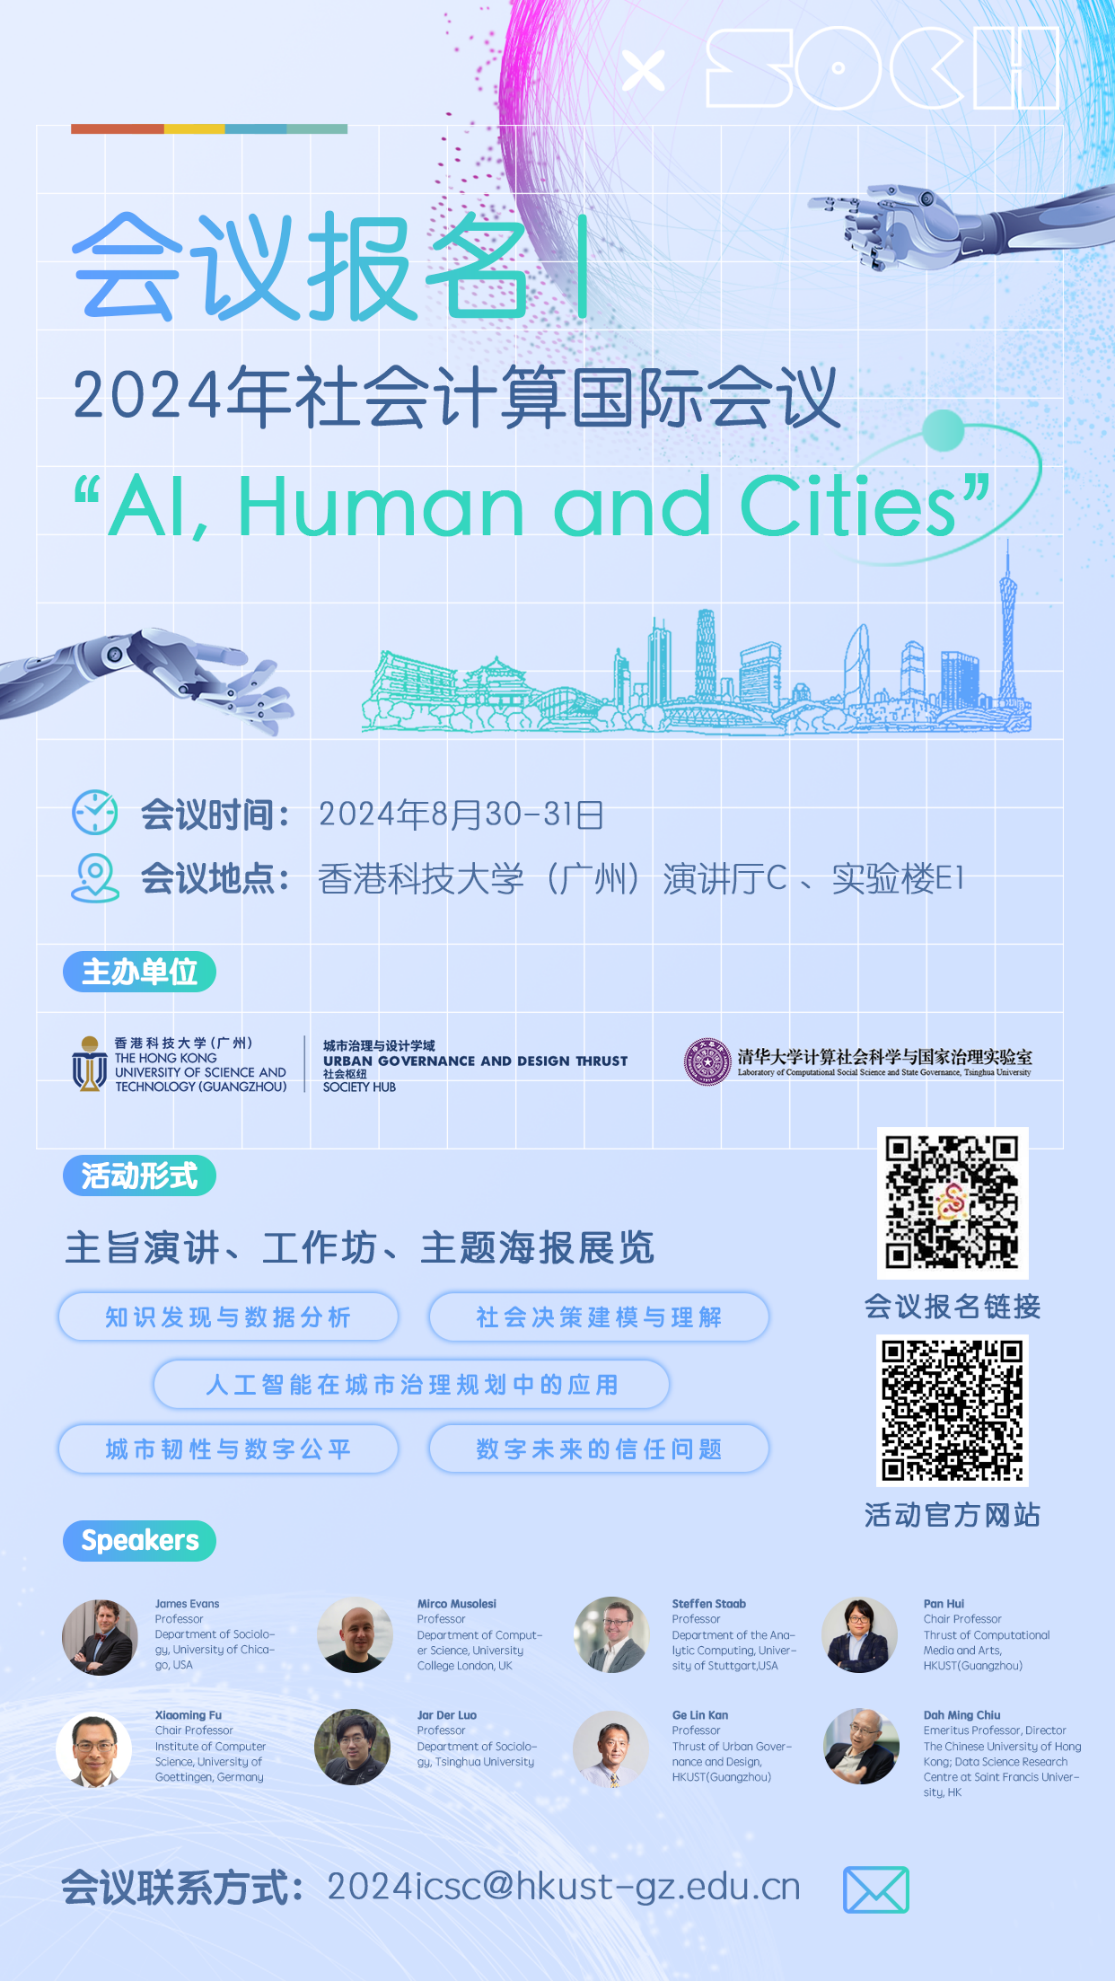 × SOCH
会议报名|
2024年社会计算国际会议
“AI, Human and Cities”
会议时间： 2024年8月30-31日
会议地点： 香港科技大学（广州）演讲厅C 、实验楼E1
主办单位
香港科技大学(广州)
THE HONG KONG
UNIVERSITY OF SCIENCE AND
TECHNOLOGY (GUANGZHOU)
城市治理与设计学域
URBAN GOVERNANCE AND DESIGN THRUST
社会枢纽
SOCIETY HUB
清华大学计算社会科学与国家治理实验室
Laboratory of Computational Social Science and State Governance, Tsinghua University
活动形式
主旨演讲、工作坊、主题海报展览
知识发现与数据分析
社会决策建模与理解
人工智能在城市治理规划中的应用
城市韧性与数字公平
数字未来的信任问题
会议报名链接
活动官方网站
Speakers
James Evans
Professor
Department of Sociolo-
gy, University of Chica-
go, USA
Mirco Musolesi
Professor
Department of Comput-
er Science, University
College London, UK
Steffen Staab
Professor
Department of the Ana-
lytic Computing, Univer-
sity of Stuttgart,USA
Pan Hui
Chair Professor
Thrust of Computational
Media and Arts,
HKUST(Guangzhou)
Xiaoming Fu
Chair Professor
Institute of Computer
Science, University of
Goettingen, Germany
Jar Der Luo
Professor
Department of Sociolo-
gy, Tsinghua University
Ge Lin Kan
Professor
Thrust of Urban Gover-
nance and Design,
HKUST(Guangzhou)
Dah Ming Chiu
Emeritus Professor, Director
The Chinese University of Hong
Kong; Data Science Research
Centre at Saint Francis Univer-
sity, HK
会议联系方式： 2024icsc@hkust-gz.edu.cn